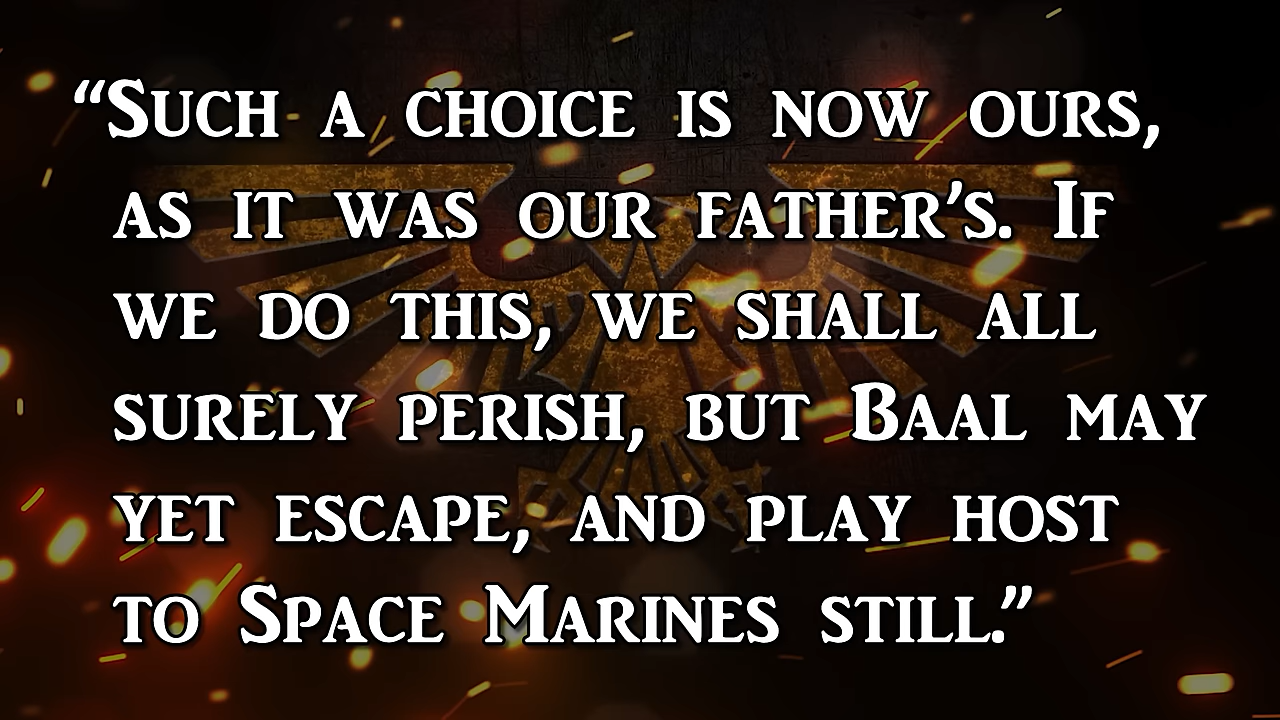 “Such a choice is now ours,
as it was our father’s. If
we do this, we shall all
surely perish, but Baal may
yet escape, and play host
to Space Marines still.”